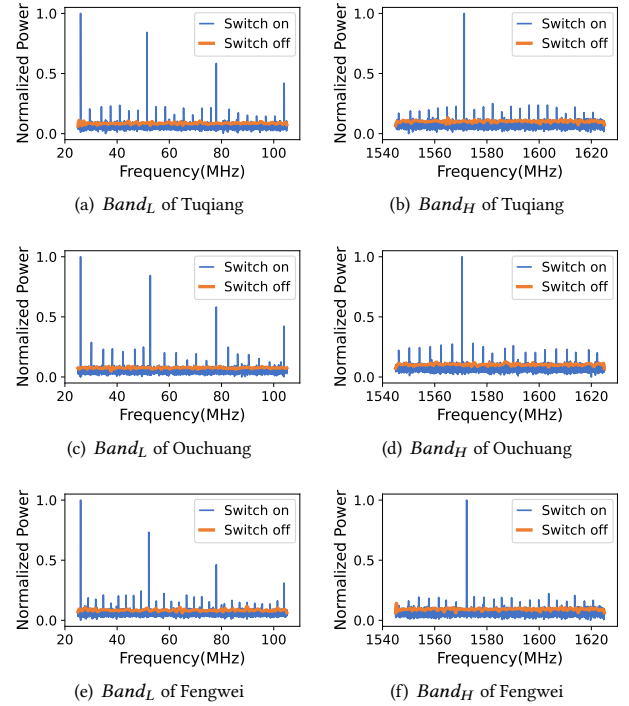 Normalized Power
1.0
0.5
0.0
Switch on
Switch off
20 40 60 80 100
Frequency(MHz)
(a) Band_L of Tuqiang
Normalized Power
1.0
0.5
0.0
Switch on
Switch off
1540 1560 1580 1600 1620
Frequency(MHz)
(b) Band_H of Tuqiang
Normalized Power
1.0
0.5
0.0
Switch on
Switch off
20 40 60 80 100
Frequency(MHz)
(c) Band_L of Ouchuang
Normalized Power
1.0
0.5
0.0
Switch on
Switch off
1540 1560 1580 1600 1620
Frequency(MHz)
(d) Band_H of Ouchuang
Normalized Power
1.0
0.5
0.0
Switch on
Switch off
20 40 60 80 100
Frequency(MHz)
(e) Band_L of Fengwei
Normalized Power
1.0
0.5
0.0
Switch on
Switch off
1540 1560 1580 1600 1620
Frequency(MHz)
(f) Band_H of Fengwei